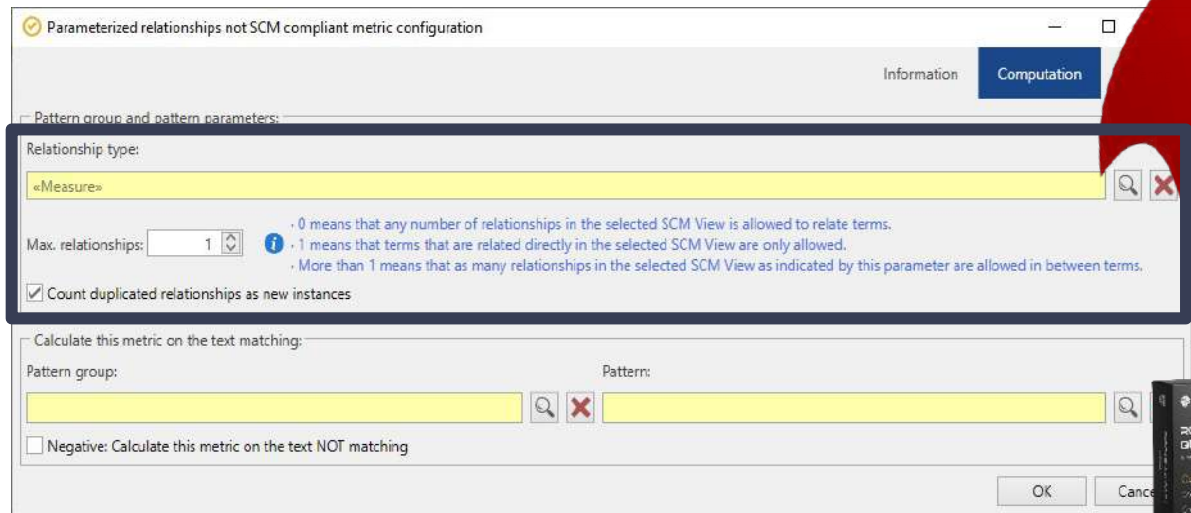 Parameterized relationships not SCM compliant metric configuration
Information Computation
Pattern group and pattern parameters:
Relationship type:
«Measure»
Max. relationships: 1
· 0 means that any number of relationships in the selected SCM View is allowed to relate terms.
· 1 means that terms that are related directly in the selected SCM View are only allowed.
· More than 1 means that as many relationships in the selected SCM View as indicated by this parameter are allowed in between terms.
Count duplicated relationships as new instances
Calculate this metric on the text matching:
Pattern group: Pattern:
Negative: Calculate this metric on the text NOT matching
OK Cance